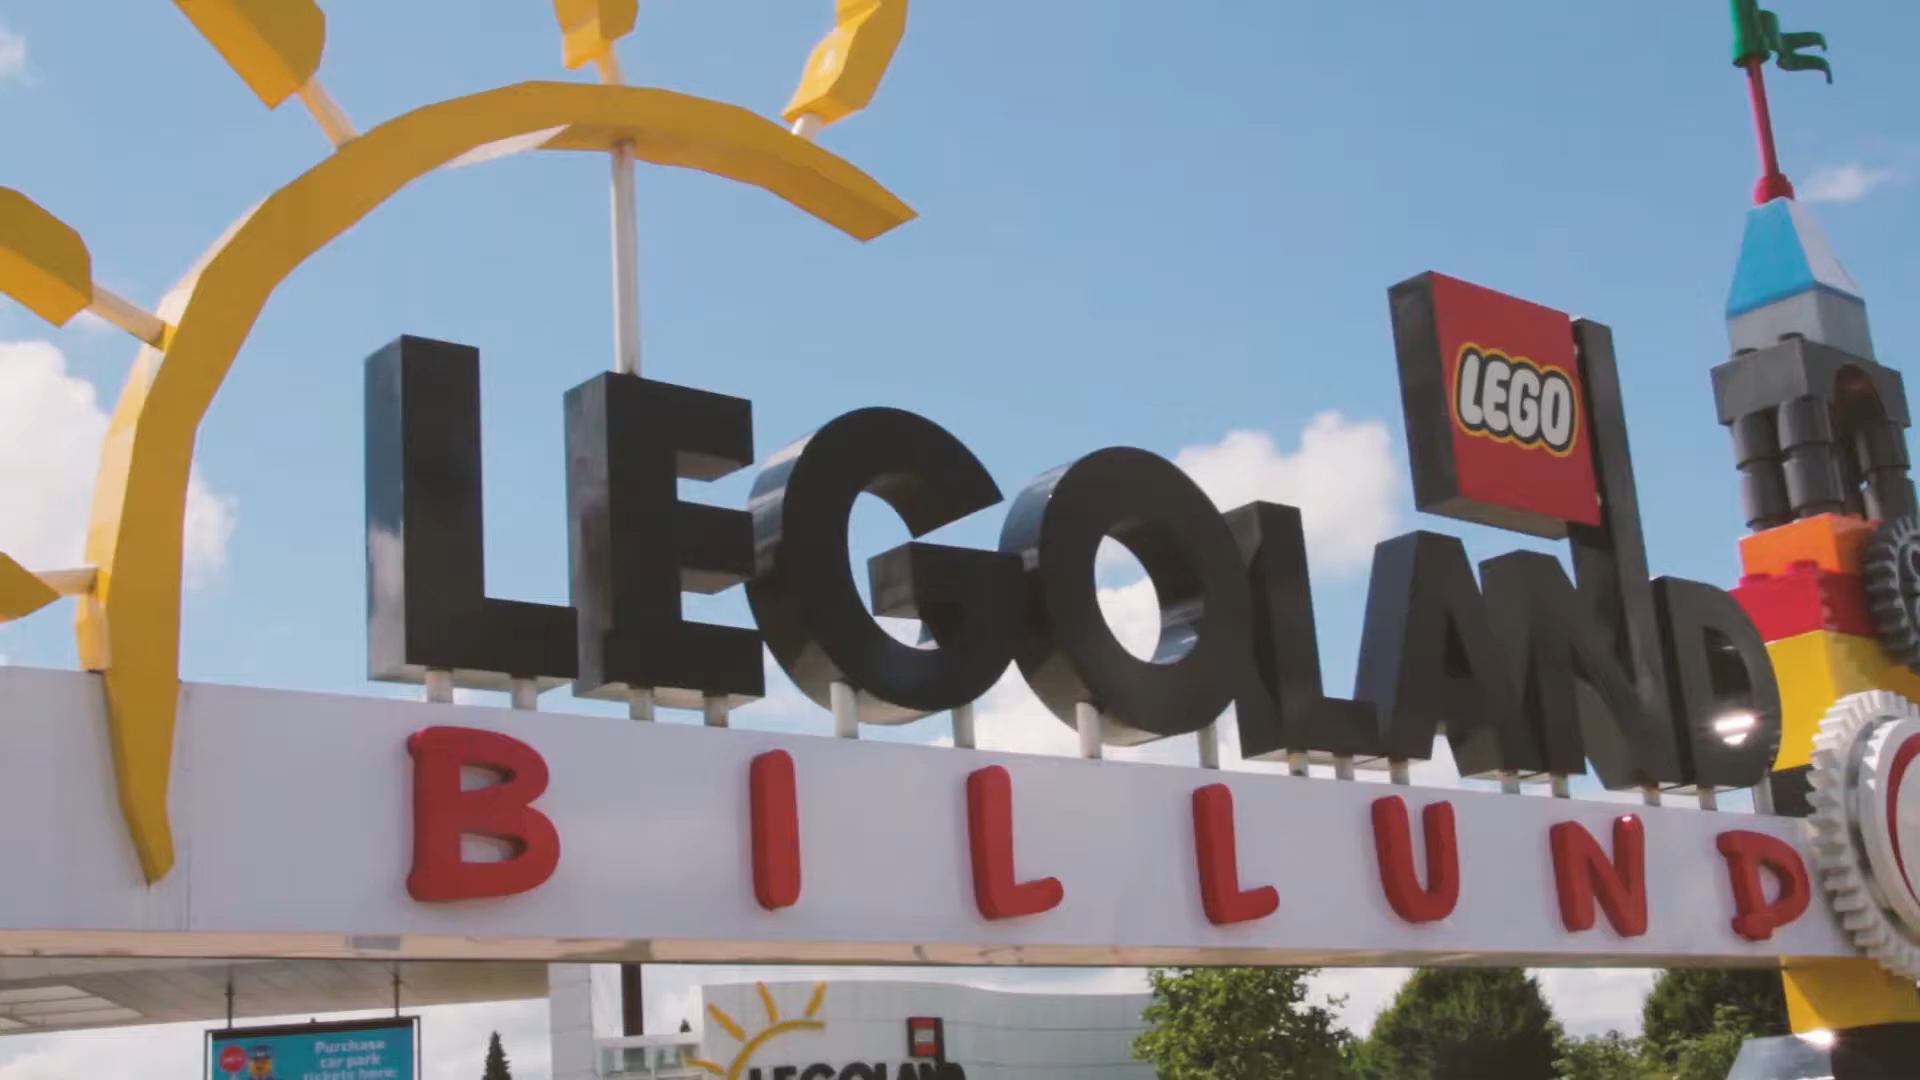 LEGO
LEGOLAND
BILLUND
Purchase
car park
tickets here:
LEGOLAND